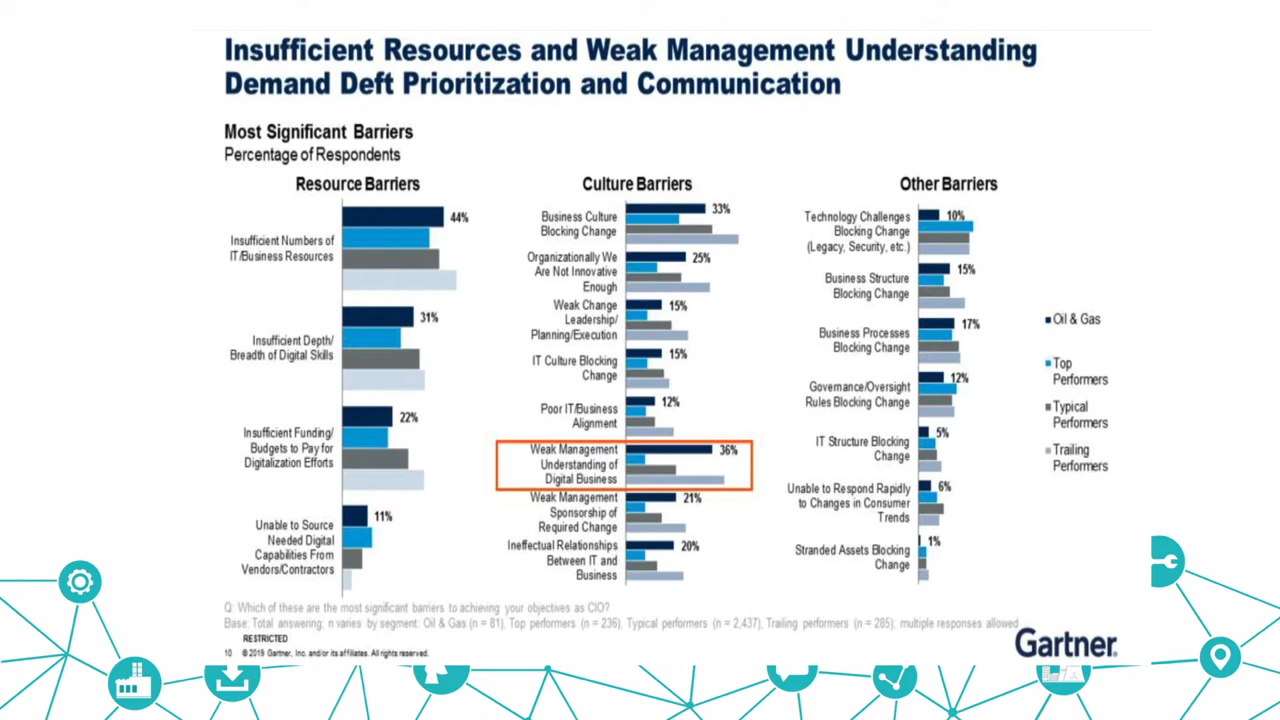 Insufficient Resources and Weak Management Understanding
Demand Deft Prioritization and Communication
Most Significant Barriers
Percentage of Respondents
Resource Barriers
44%
Insufficient Numbers of
IT/Business Resources
31%
Insufficient Depth/
Breadth of Digital Skills
22%
Insufficient Funding/
Budgets to Pay for
Digitalization Efforts
11%
Unable to Source
Needed Digital
Capabilities From
Vendors/Contractors
Culture Barriers
33%
Business Culture
Blocking Change
25%
Organizationally We
Are Not Innovative
Enough
15%
Weak Change
Leadership/
Planning/Execution
15%
IT Culture Blocking
Change
12%
Poor IT/Business
Alignment
36%
Weak Management
Understanding of
Digital Business
21%
Weak Management
Sponsorship of
Required Change
20%
Ineffectual Relationships
Between IT and
Business
Other Barriers
10%
Technology Challenges
Blocking Change
(Legacy, Security, etc.)
15%
Business Structure
Blocking Change
17%
Business Processes
Blocking Change
12%
Governance/Oversight
Rules Blocking Change
5%
IT Structure Blocking
Change
6%
Unable to Respond Rapidly
to Changes in Consumer
Trends
1%
Stranded Assets Blocking
Change
Oil & Gas
Top
Performers
Typical
Performers
Trailing
Performers
Q: Which of these are the most significant barriers to achieving your objectives as CIO?
Base: Total answering; n varies by segment: Oil & Gas (n = 81), Top performers (n = 236), Typical performers (n = 2,437), Trailing performers (n = 285); multiple responses allowed
RESTRICTED
10 © 2019 Gartner, Inc. and/or its affiliates. All rights reserved.
Gartner.